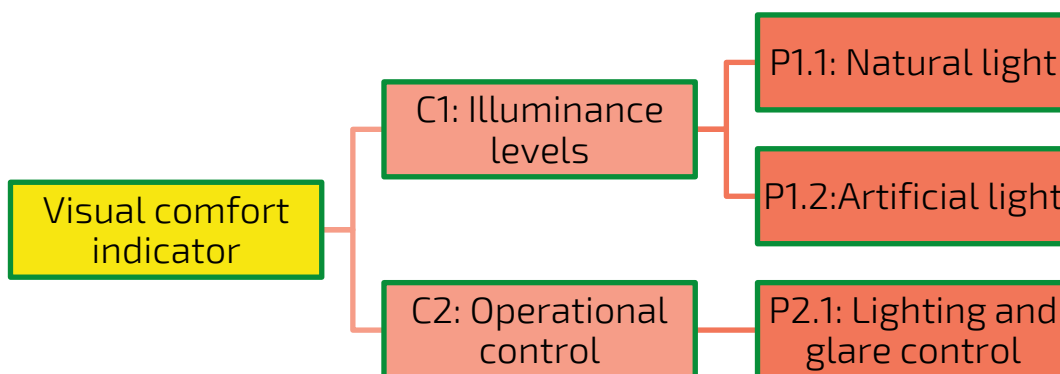 P1.1: Natural light
C1: Illuminance
levels
P1.2:Artificial light
Visual comfort
indicator
C2: Operational
control
P2.1: Lighting and
glare control